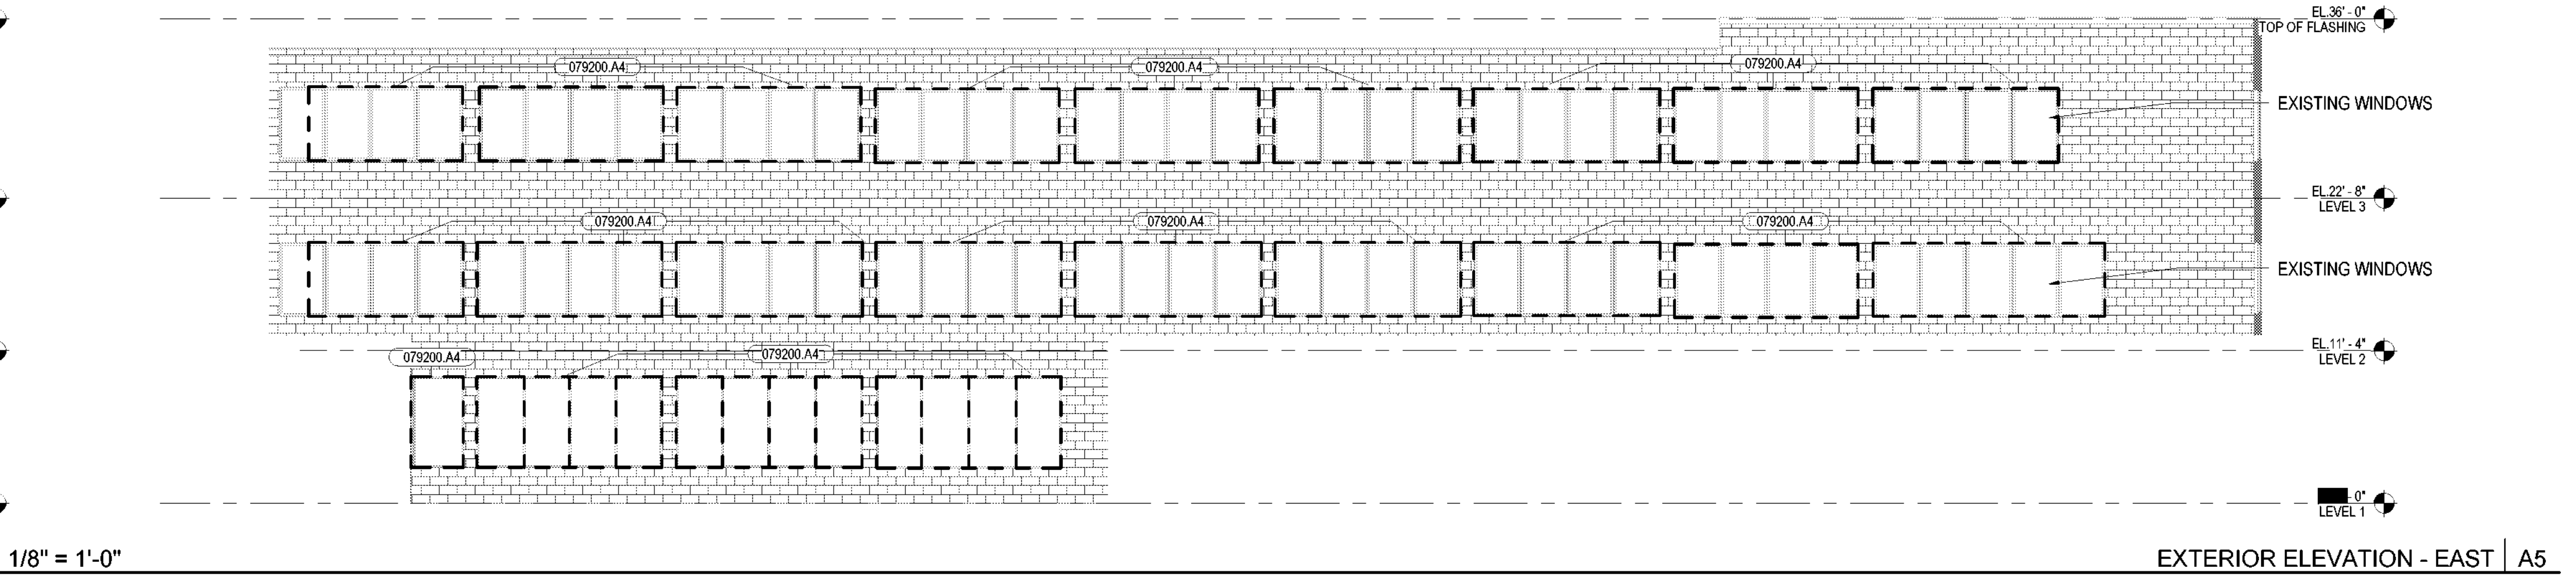 EL.36' - 0"
TOP OF FLASHING
079200.A4
079200.A4
079200.A4
EXISTING WINDOWS
EL.22' - 8"
LEVEL 3
079200.A4
079200.A4
079200.A4
EXISTING WINDOWS
EL.11' - 4"
LEVEL 2
079200.A4
079200.A4
- 0"
LEVEL 1
1/8" = 1'-0"
EXTERIOR ELEVATION - EAST A5